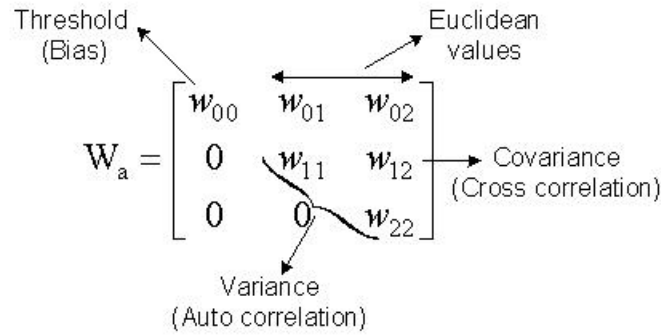 Threshold
(Bias)
Euclidean
values
w00 w01 w02
Wa = 0 w11 w12
0 0 w22
Covariance
(Cross correlation)
Variance
(Auto correlation)